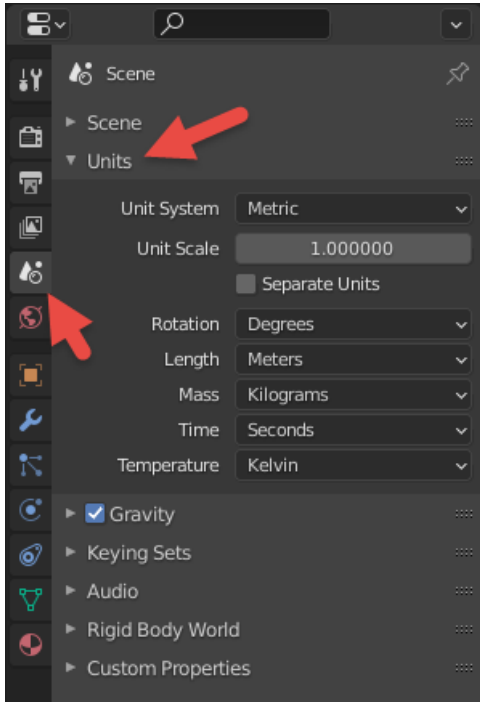 Scene
Scene
Units
Unit System Metric
Unit Scale 1.000000
Separate Units
Rotation Degrees
Length Meters
Mass Kilograms
Time Seconds
Temperature Kelvin
Gravity
Keying Sets
Audio
Rigid Body World
Custom Properties